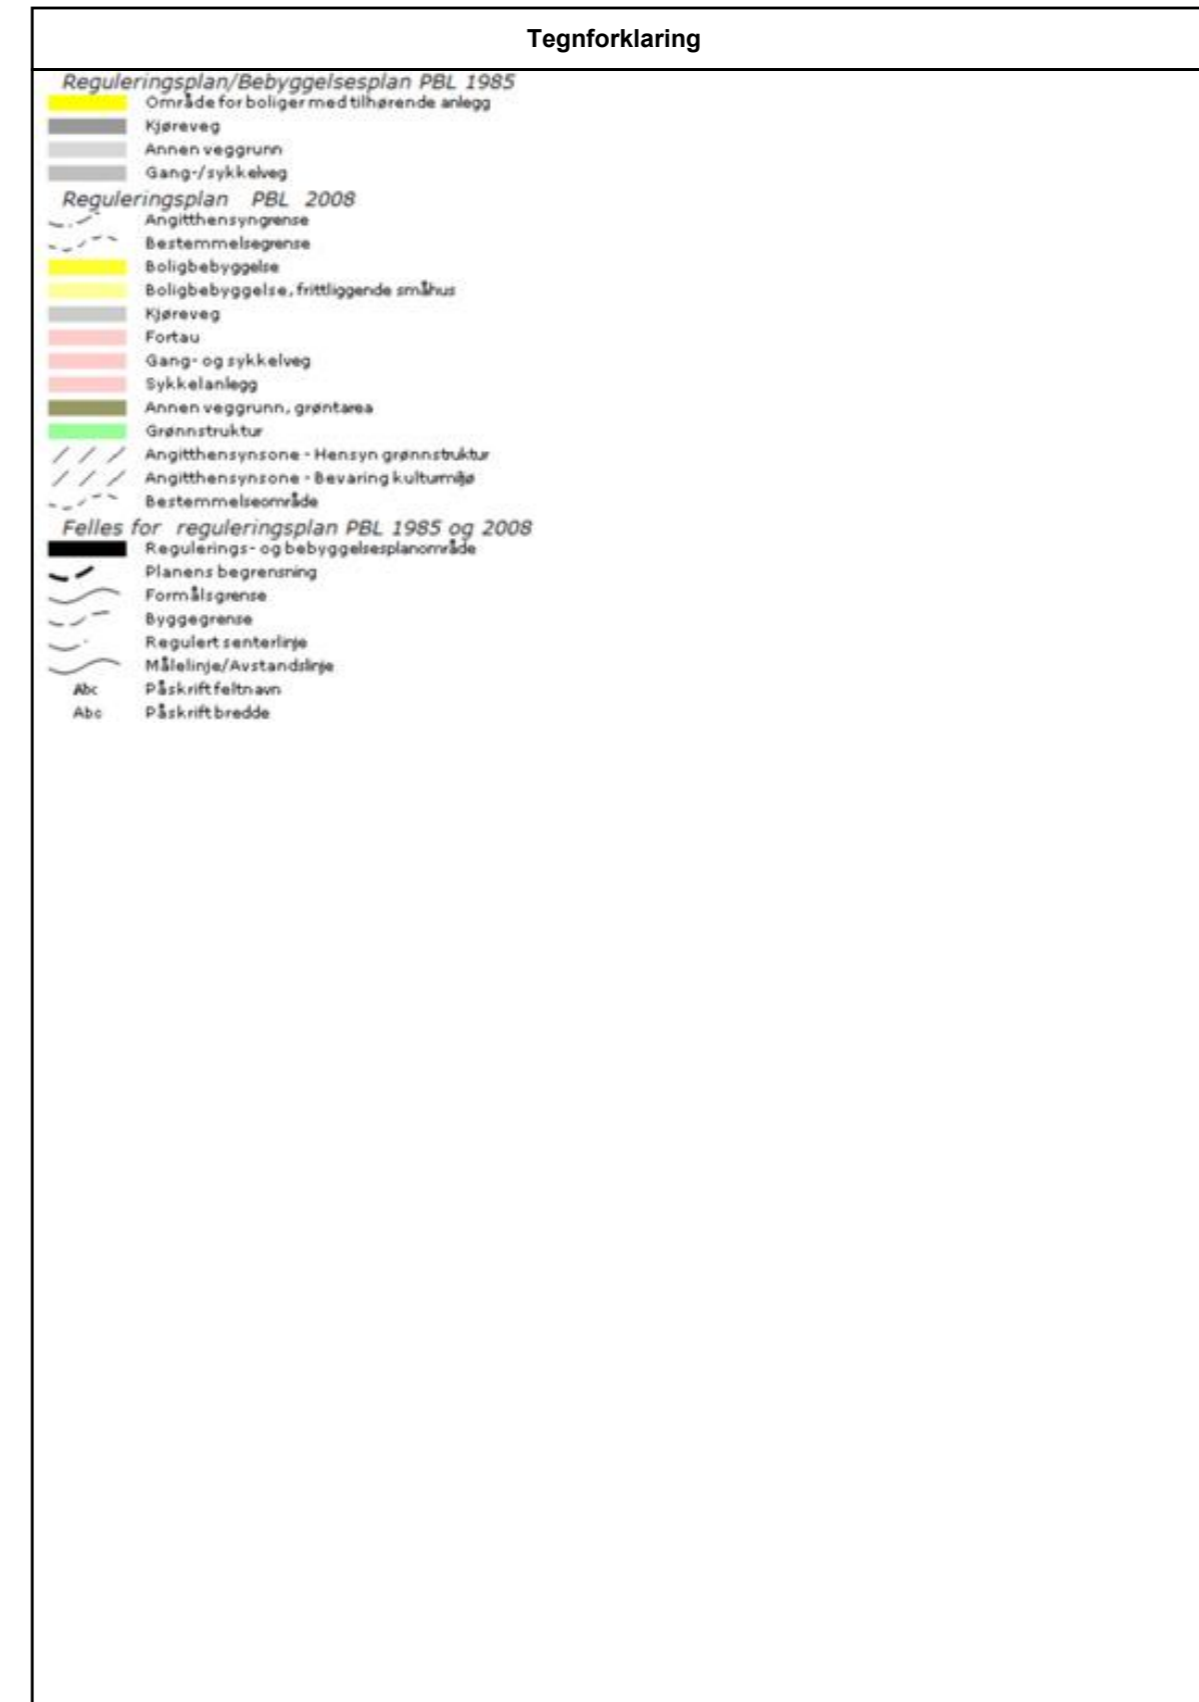 Tegnforklaring
Reguleringsplan/Bebyggelsesplan PBL 1985
Område for boliger med tilhørende anlegg
Kjøreveg
Annen veggrunn
Gang-/sykkelveg
Reguleringsplan PBL 2008
Angitthensyngrense
Bestemmelsegrense
Boligbebyggelse
Boligbebyggelse, frittliggende småhus
Kjøreveg
Fortau
Gang- og sykkelveg
Sykkelanlegg
Annen veggrunn, grøntarea
Grønnstruktur
Angitthensynsone - Hensyn grønnstruktur
Angitthensynsone - Bevaring kulturmiljø
Bestemmelseområde
Felles for reguleringsplan PBL 1985 og 2008
Regulerings- og bebyggelsesplanområde
Planens begrensning
Formålsgrense
Byggegrense
Regulert senterlinje
Målelinje/Avstandslinje
Abc Påskrift feltnavn
Abc Påskrift bredde